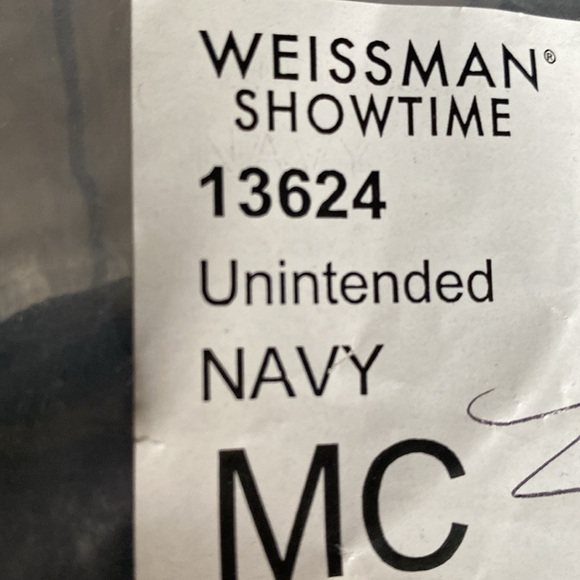 WEISSMAN®
SHOWTIME
13624
Unintended
NAVY
MC